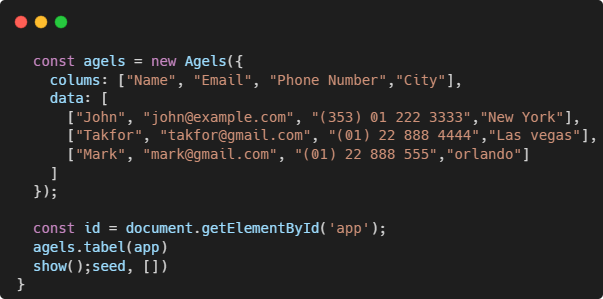 const agels = new Agels({
colums: ["Name", "Email", "Phone Number","City"],
data: [
["John", "john@example.com", "(353) 01 222 3333","New York"],
["Takfor", "takfor@gmail.com", "(01) 22 888 4444","Las vegas"],
["Mark", "mark@gmail.com", "(01) 22 888 555","orlando"]
]
});
const id = document.getElementById('app');
agels.tabel(app)
show();seed, [])
}